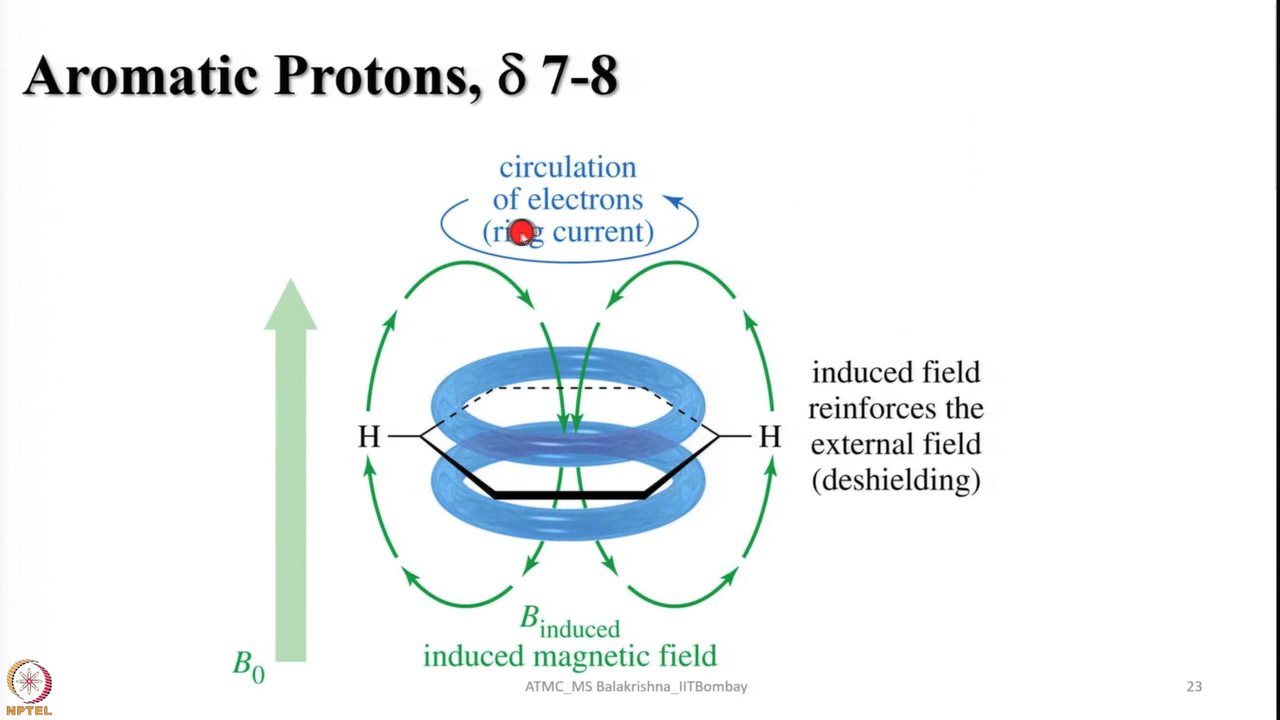 Aromatic Protons, δ 7-8
circulation
of electrons
(ring current)
H
H
induced field
reinforces the
external field
(deshielding)
B0
Binduced
induced magnetic field
NPTEL
ATMC_MS Balakrishna_IITBombay
23